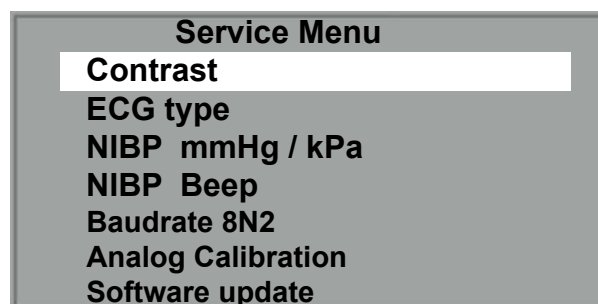 Service Menu
Contrast
ECG type
NIBP mmHg / kPa
NIBP Beep
Baudrate 8N2
Analog Calibration
Software update